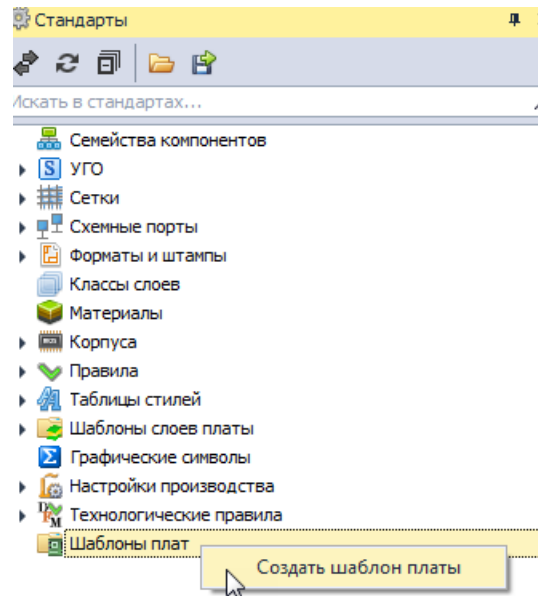 Стандарты
Искать в стандартах...
Семейства компонентов
S УГО
Сетки
Схемные порты
Форматы и штампы
Классы слоев
Материалы
Корпуса
Правила
Таблицы стилей
Шаблоны слоев платы
Σ Графические символы
Настройки производства
DFM Технологические правила
Шаблоны плат
Создать шаблон платы